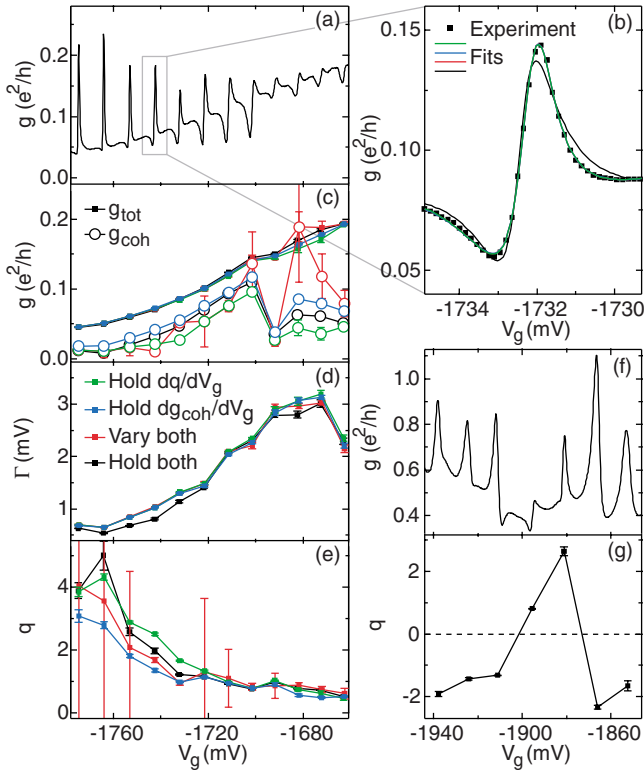 (a)
g (e²/h)
0.2
0.1
0.0
(b)
Experiment
Fits
g (e²/h)
0.15
0.10
0.05
-1734
-1732
-1730
V_g (mV)
(c)
g_tot
g_coh
g (e²/h)
0.2
0.1
0.0
(d)
Hold dq/dV_g
Hold dg_coh/dV_g
Vary both
Hold both
Γ (mV)
3
2
1
(e)
q
4
2
0
-1760
-1720
-1680
V_g (mV)
(f)
g (e²/h)
1.0
0.8
0.6
0.4
(g)
q
2
0
-2
-1940
-1900
-1860
V_g (mV)